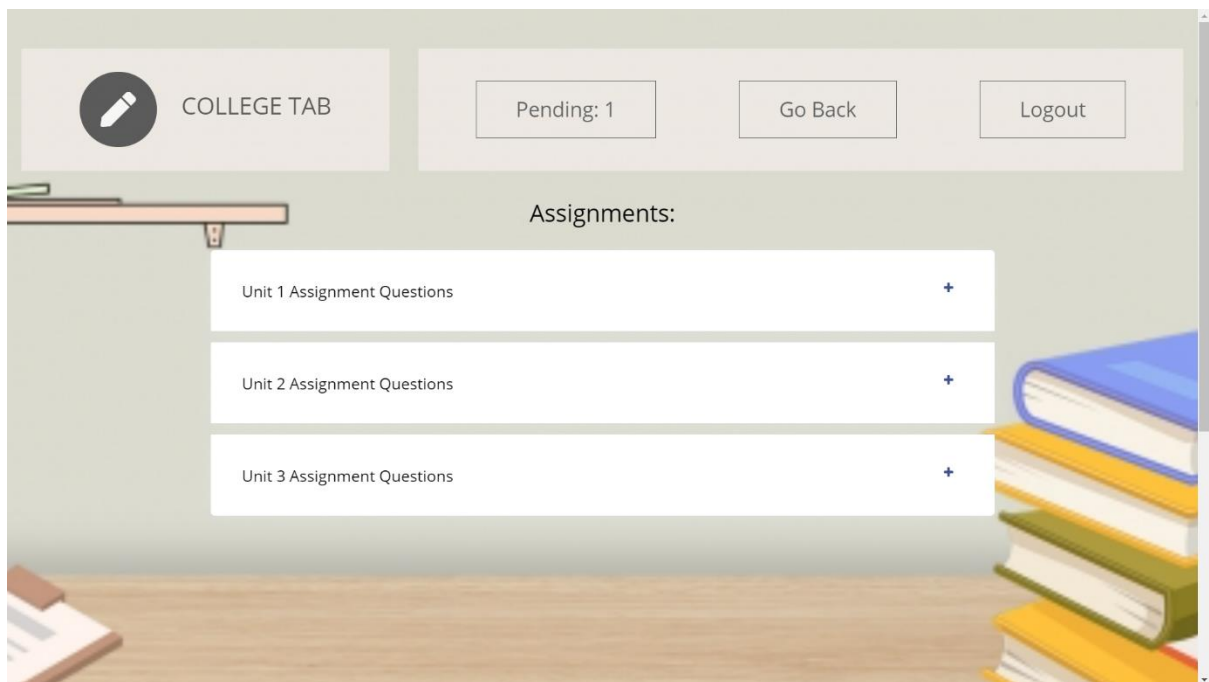 COLLEGE TAB
Pending: 1
Go Back
Logout
Assignments:
Unit 1 Assignment Questions
Unit 2 Assignment Questions
Unit 3 Assignment Questions